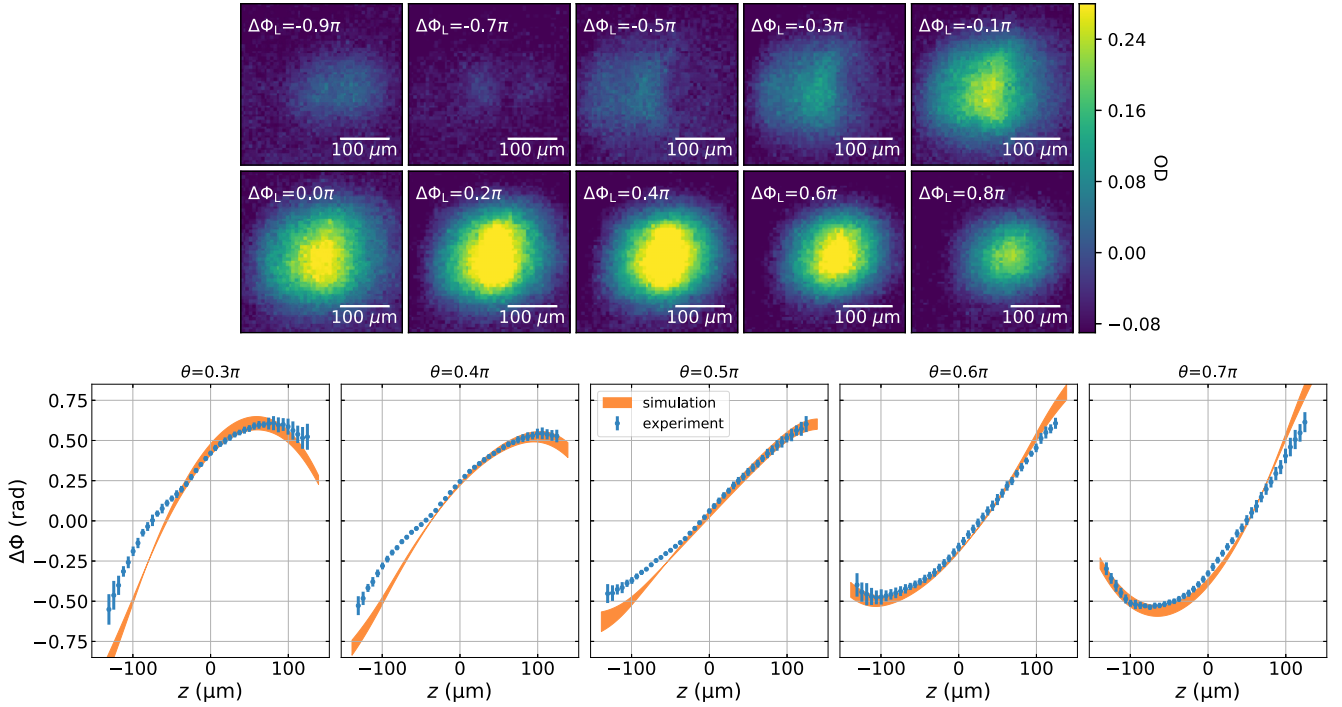 ΔΦL=-0.9π
ΔΦL=-0.7π
ΔΦL=-0.5π
ΔΦL=-0.3π
ΔΦL=-0.1π
100 μm
100 μm
100 μm
100 μm
100 μm
ΔΦL=0.0π
ΔΦL=0.2π
ΔΦL=0.4π
ΔΦL=0.6π
ΔΦL=0.8π
100 μm
100 μm
100 μm
100 μm
100 μm
0.24
0.16
0.08
0.00
−0.08
OD
θ=0.3π
θ=0.4π
θ=0.5π
θ=0.6π
θ=0.7π
simulation
experiment
0.75
0.50
0.25
0.00
−0.25
−0.50
−0.75
ΔΦ (rad)
−100 0 100
−100 0 100
−100 0 100
−100 0 100
−100 0 100
z (μm)
z (μm)
z (μm)
z (μm)
z (μm)